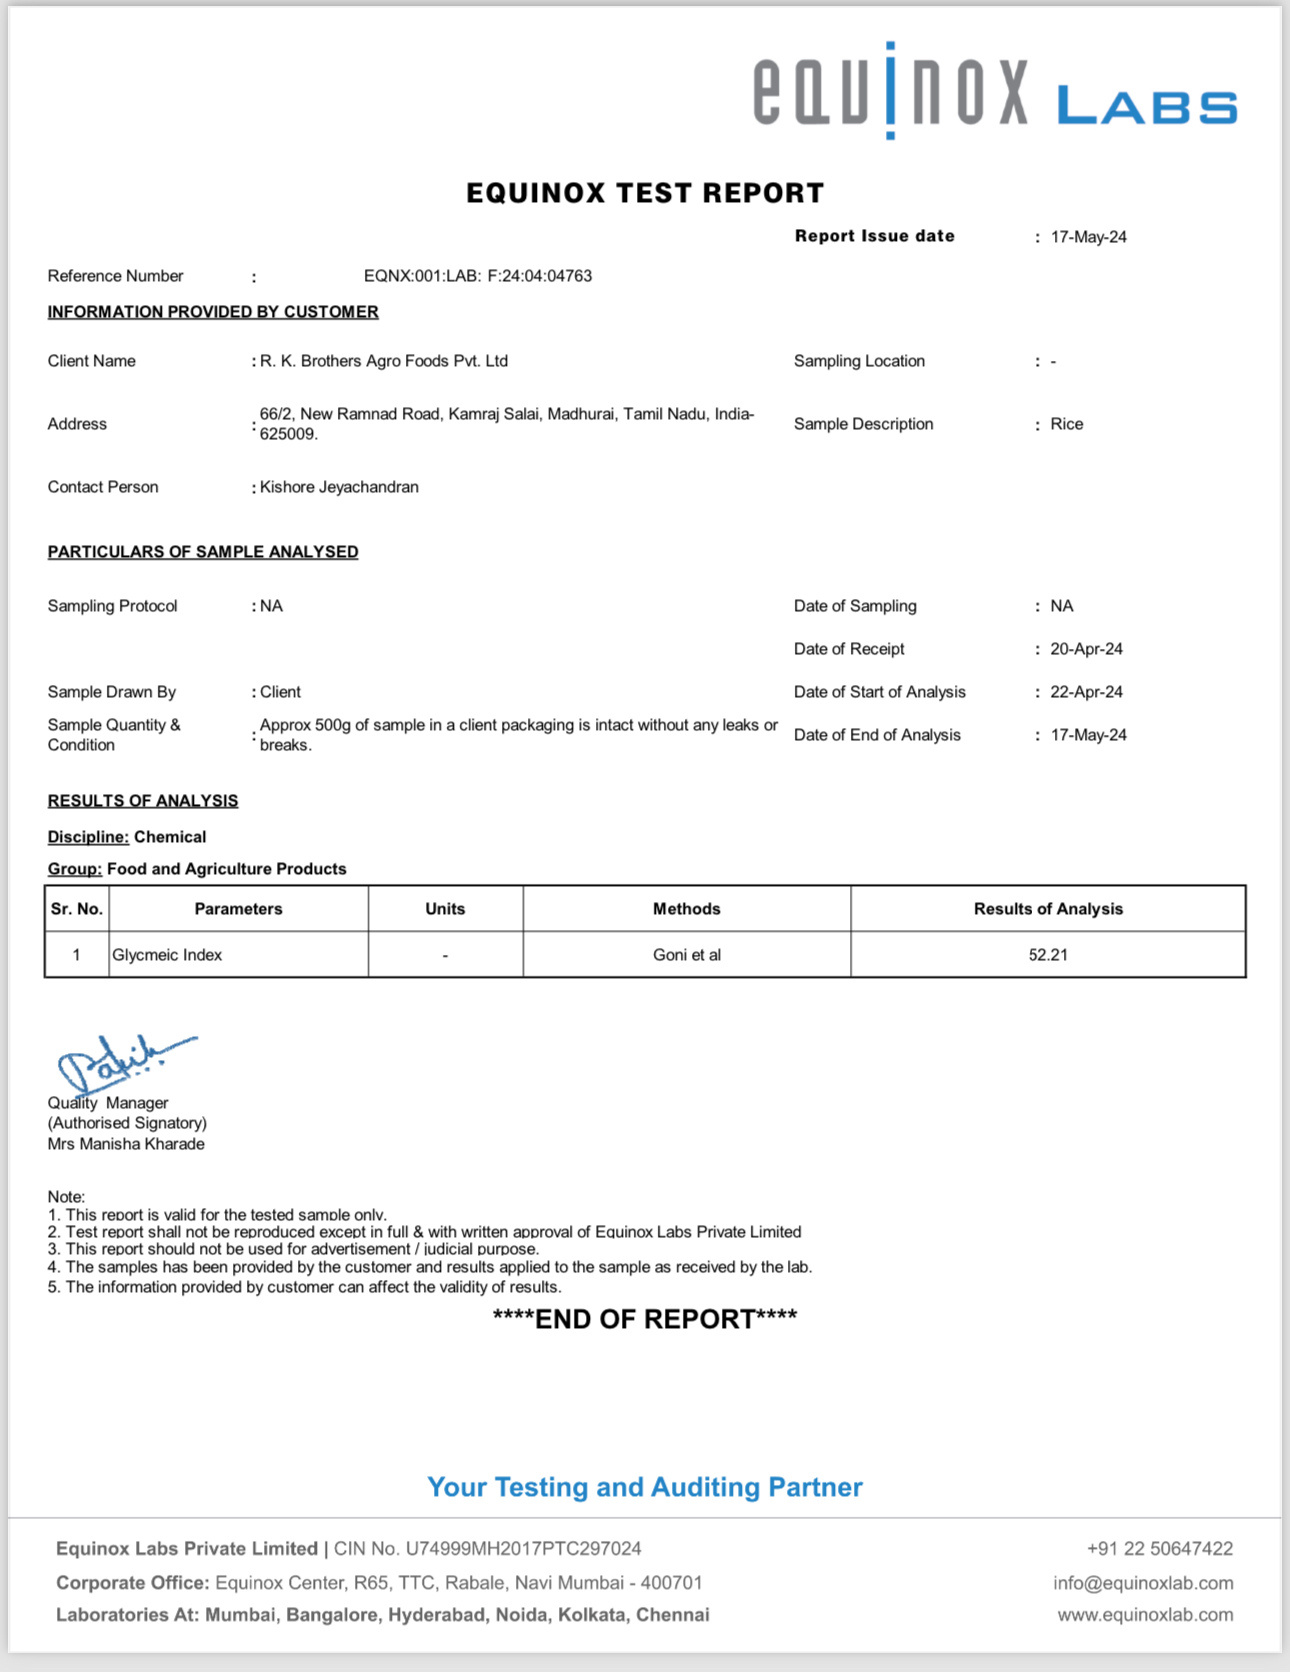 equinox LABS
EQUINOX TEST REPORT
Report Issue date : 17-May-24
Reference Number : EQNX:001:LAB: F:24:04:04763
INFORMATION PROVIDED BY CUSTOMER
Client Name : R. K. Brothers Agro Foods Pvt. Ltd Sampling Location : -
Address : 66/2, New Ramnad Road, Kamraj Salai, Madhurai, Tamil Nadu, India-
625009.
Sample Description : Rice
Contact Person : Kishore Jeyachandran
PARTICULARS OF SAMPLE ANALYSED
Sampling Protocol : NA Date of Sampling : NA
Date of Receipt : 20-Apr-24
Sample Drawn By : Client Date of Start of Analysis : 22-Apr-24
Sample Quantity &
Condition
: Approx 500g of sample in a client packaging is intact without any leaks or
breaks.
Date of End of Analysis : 17-May-24
RESULTS OF ANALYSIS
Discipline: Chemical
Group: Food and Agriculture Products
Sr. No. Parameters Units Methods Results of Analysis
1 Glycmeic Index - Goni et al 52.21
Quality Manager
(Authorised Signatory)
Mrs Manisha Kharade
Note:
1. This report is valid for the tested sample only.
2. Test report shall not be reproduced except in full & with written approval of Equinox Labs Private Limited
3. This report should not be used for advertisement / judicial purpose.
4. The samples has been provided by the customer and results applied to the sample as received by the lab.
5. The information provided by customer can affect the validity of results.
****END OF REPORT****
Your Testing and Auditing Partner
Equinox Labs Private Limited | CIN No. U74999MH2017PTC297024 +91 22 50647422
Corporate Office: Equinox Center, R65, TTC, Rabale, Navi Mumbai - 400701 info@equinoxlab.com
Laboratories At: Mumbai, Bangalore, Hyderabad, Noida, Kolkata, Chennai www.equinoxlab.com